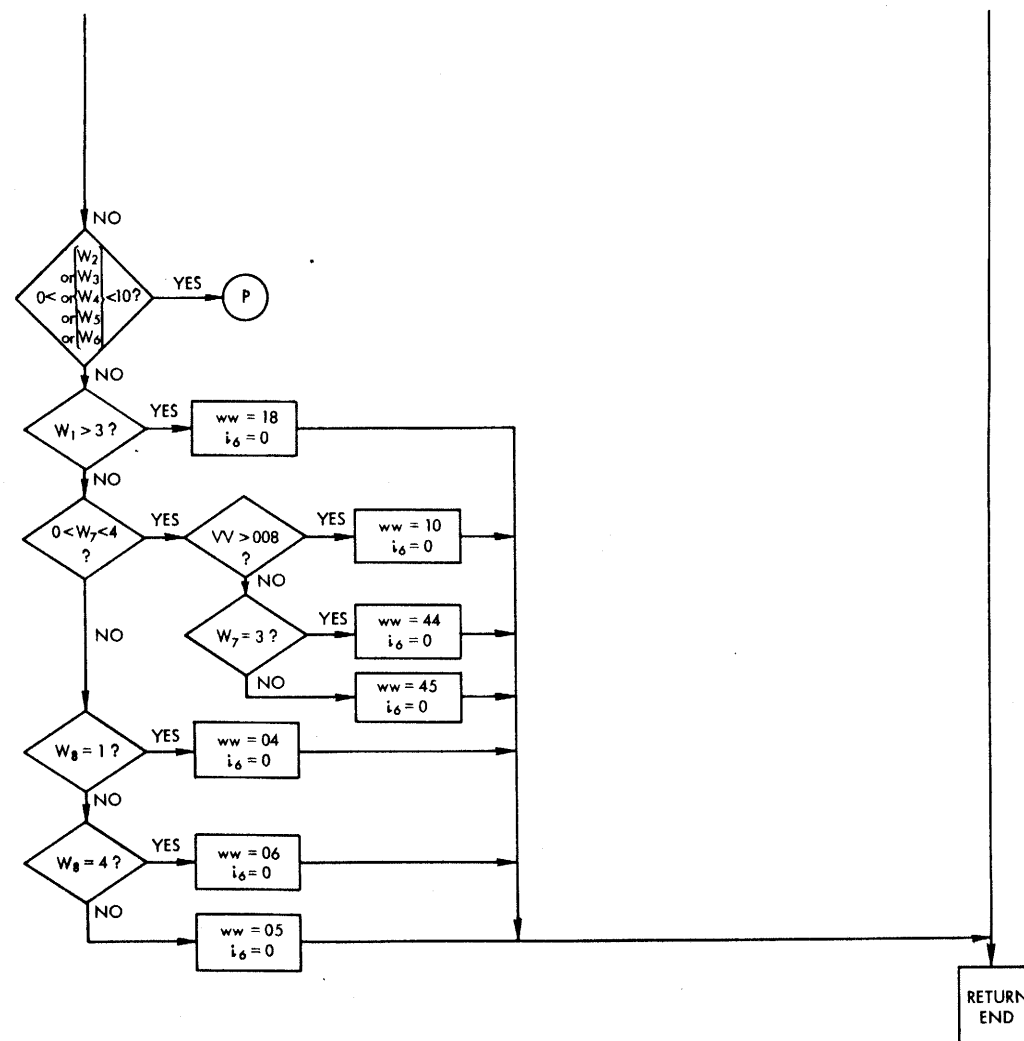 NO
W2
or W3
0< or W4 <10?
or W5
or W6
YES
P
NO
W1 > 3 ?
YES
ww = 18
i6 = 0
NO
0 < W7 < 4
?
YES
VV > 008
?
YES
ww = 10
i6 = 0
NO
W7 = 3 ?
YES
ww = 44
i6 = 0
NO
ww = 45
i6 = 0
NO
W8 = 1 ?
YES
ww = 04
i6 = 0
NO
W8 = 4 ?
YES
ww = 06
i6 = 0
NO
ww = 05
i6 = 0
RETURN
END